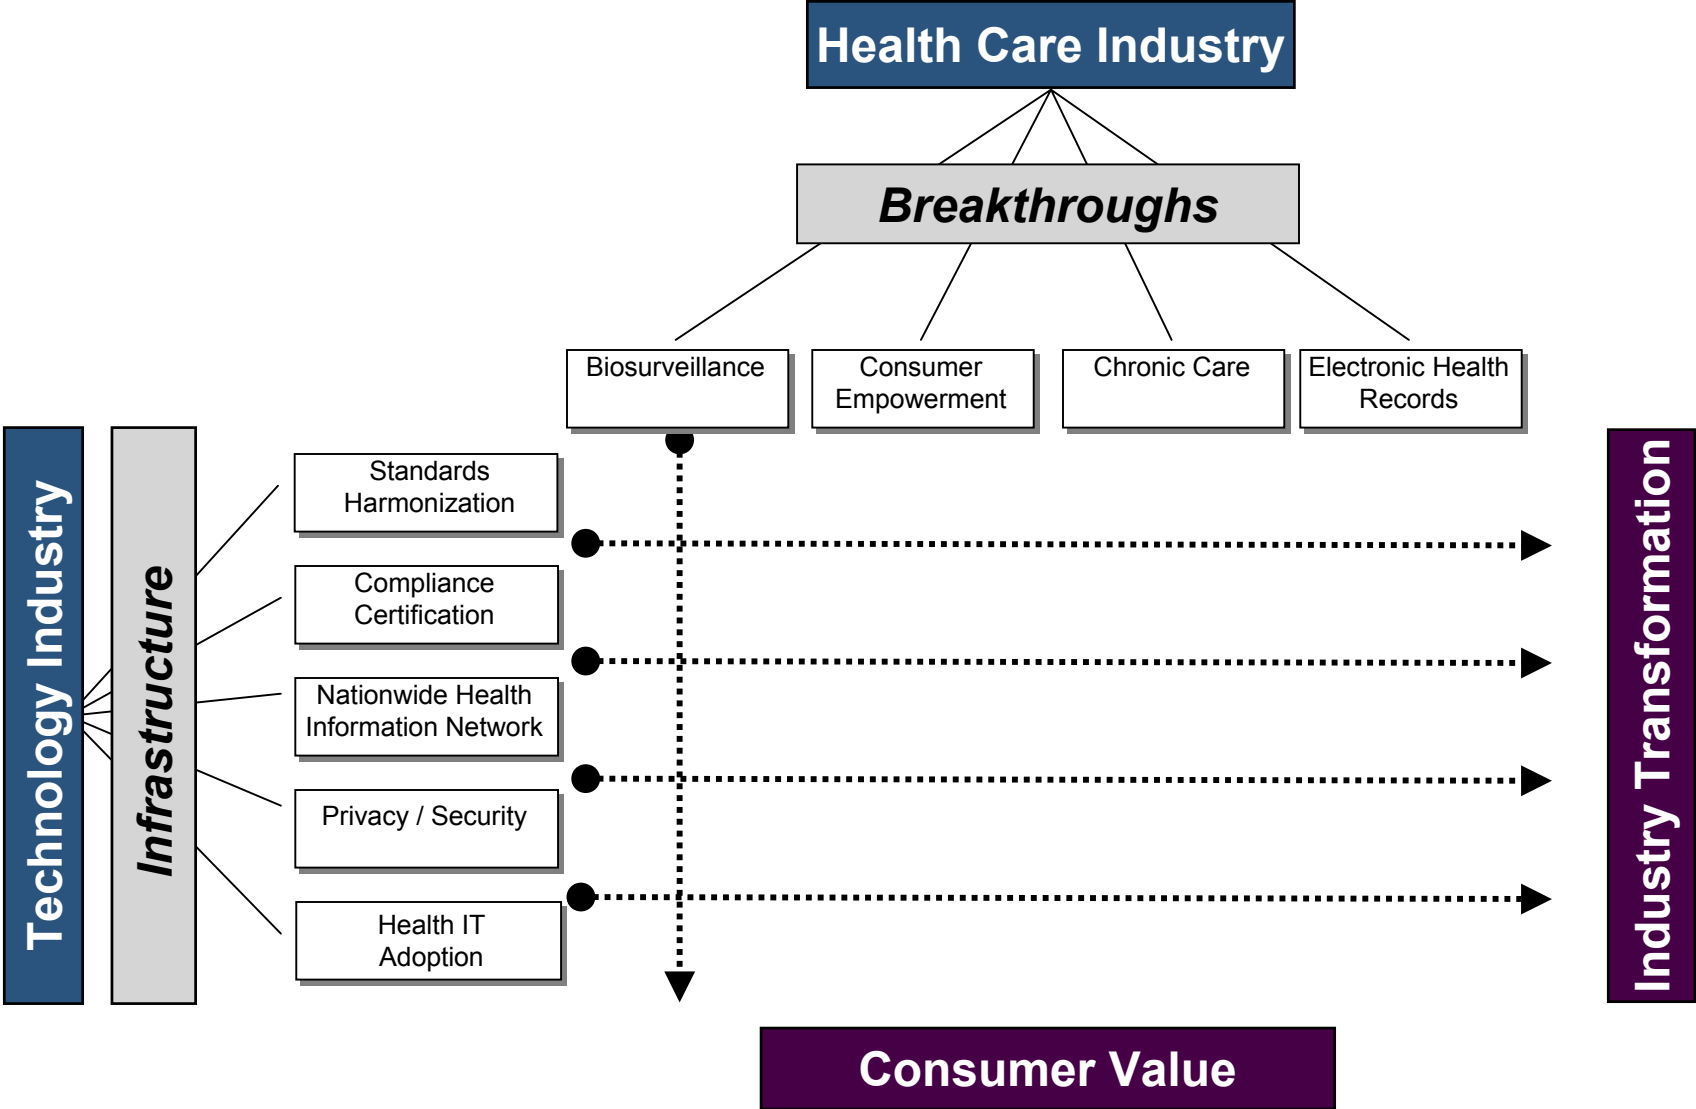 Health Care Industry
Breakthroughs
Biosurveillance
Consumer
Empowerment
Chronic Care
Electronic Health
Records
Technology Industry
Infrastructure
Standards
Harmonization
Compliance
Certification
Nationwide Health
Information Network
Privacy / Security
Health IT
Adoption
Industry Transformation
Consumer Value